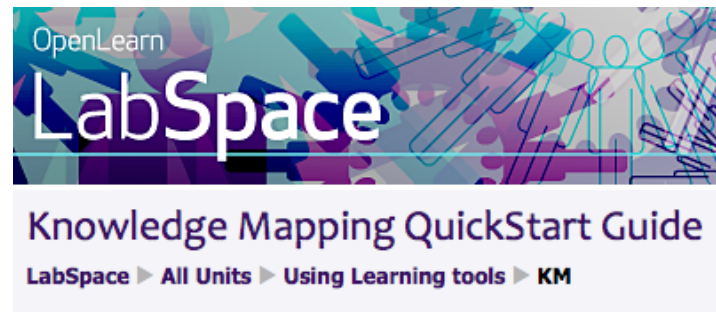 OpenLearn
LabSpace
Knowledge Mapping QuickStart Guide
LabSpace ▶ All Units ▶ Using Learning tools ▶ KM